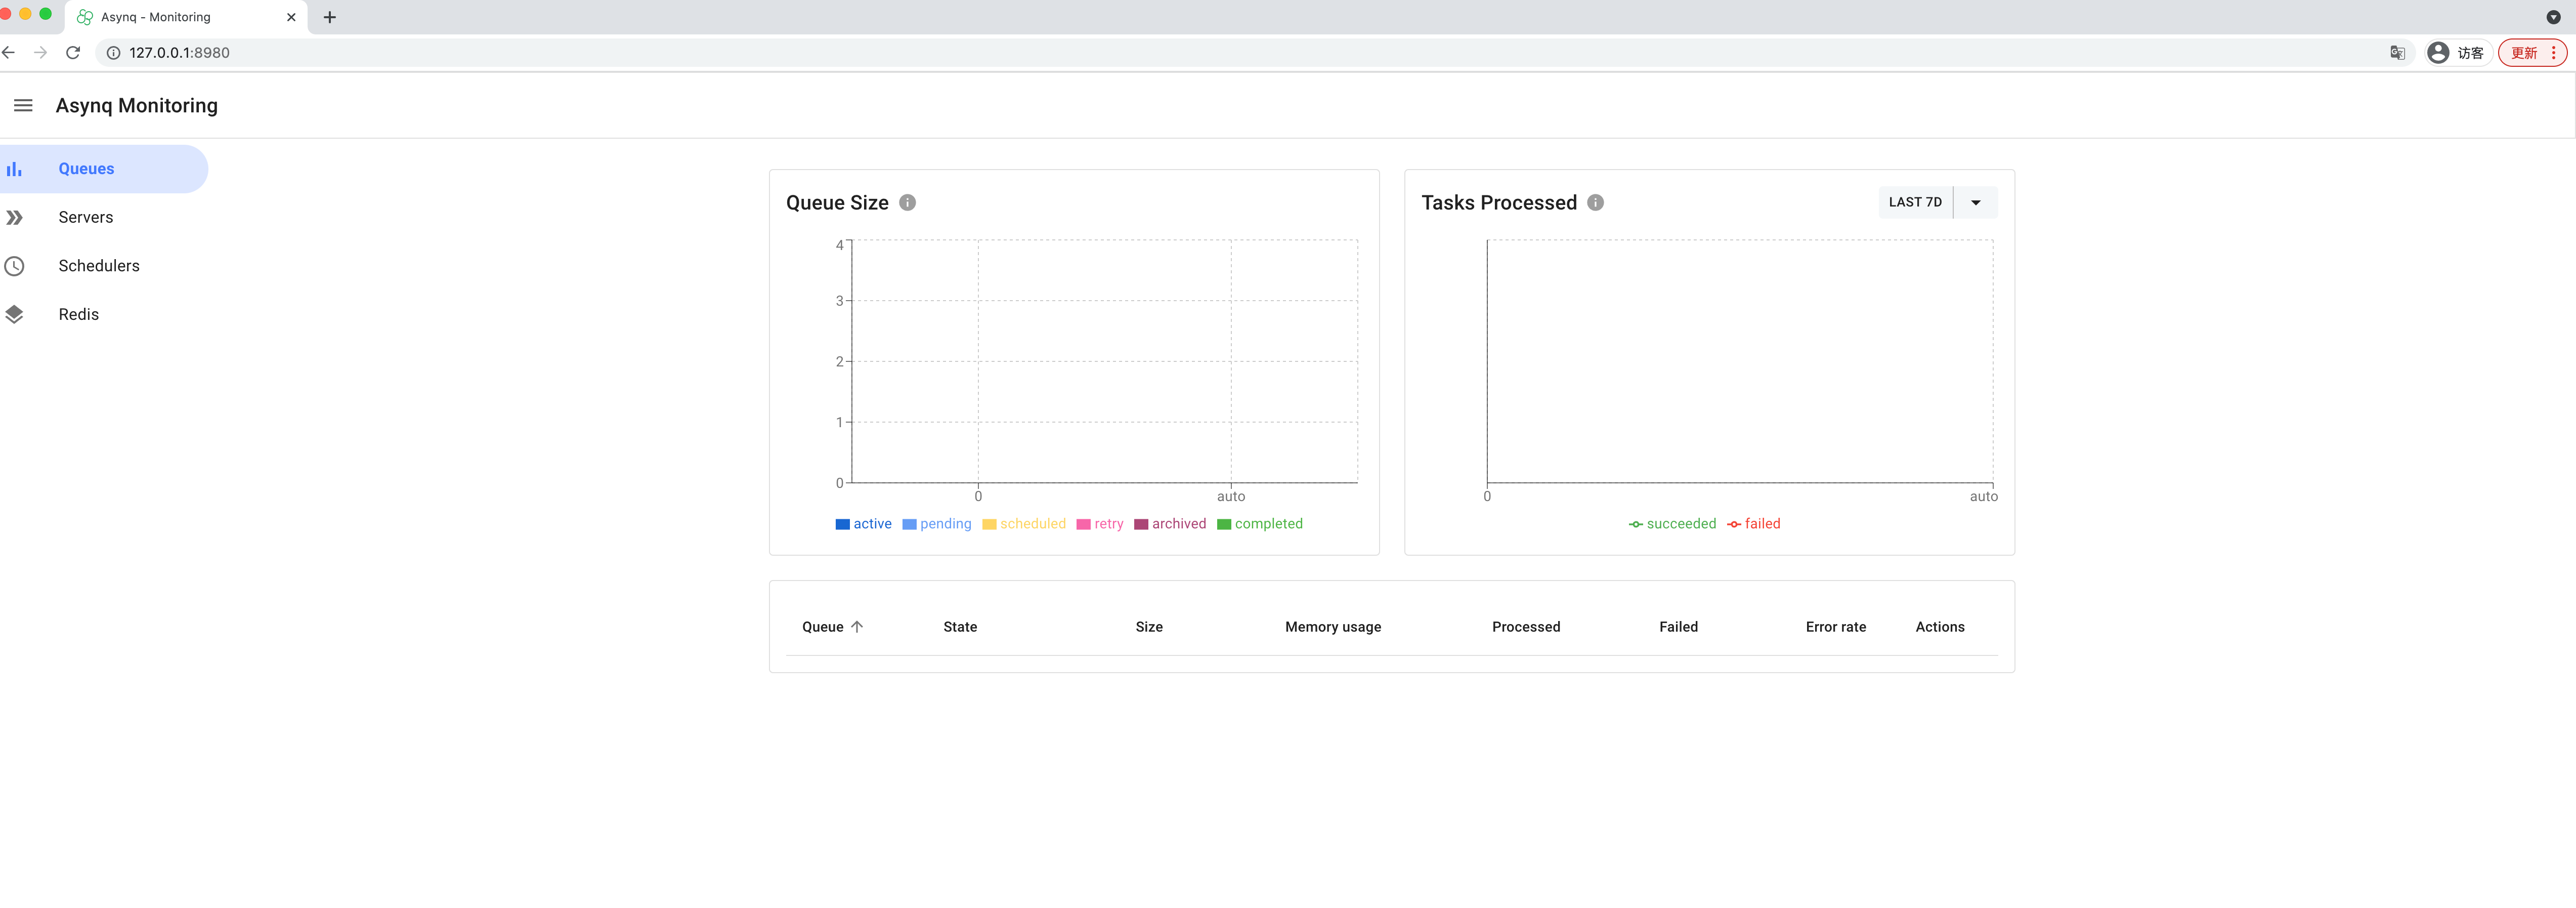 Asynq - Monitoring
127.0.0.1:8980
访客
更新
Asynq Monitoring
Queues
Servers
Schedulers
Redis
Queue Size
4
3
2
1
0
0 auto
active pending scheduled retry archived completed
Tasks Processed
LAST 7D
0 auto
succeeded failed
Queue State Size Memory usage Processed Failed Error rate Actions